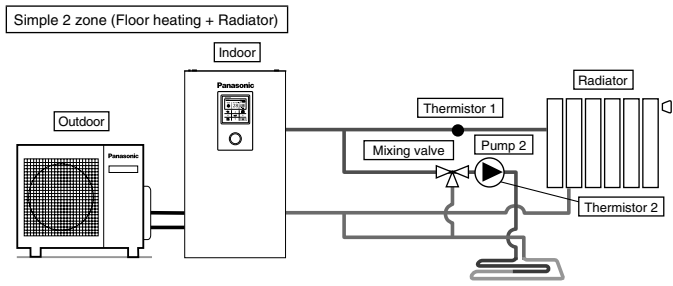 Simple 2 zone (Floor heating + Radiator)
Indoor
Panasonic
Radiator
Thermistor 1
Outdoor
Panasonic
Mixing valve
Pump 2
Thermistor 2